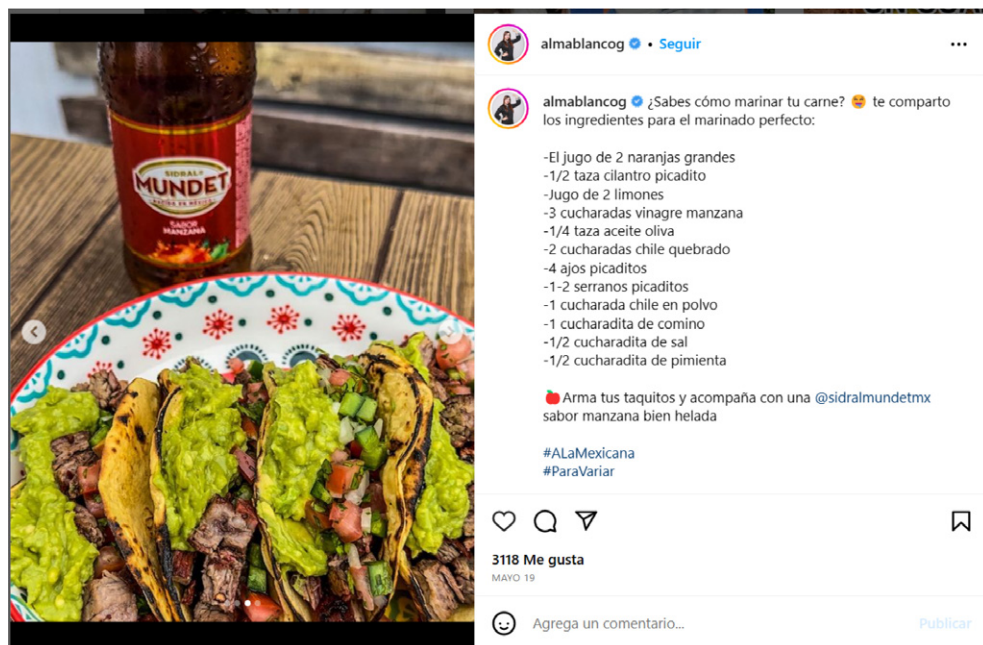 SIDRAL
MUNDET
SABOR
MANZANA
almablancog • Seguir
almablancog ¿Sabes cómo marinar tu carne? 😝 te comparto
los ingredientes para el marinado perfecto:
-El jugo de 2 naranjas grandes
-1/2 taza cilantro picadito
-Jugo de 2 limones
-3 cucharadas vinagre manzana
-1/4 taza aceite oliva
-2 cucharadas chile quebrado
-4 ajos picaditos
-1-2 serranos picaditos
-1 cucharada chile en polvo
-1 cucharadita de comino
-1/2 cucharadita de sal
-1/2 cucharadita de pimienta
🍎Arma tus taquitos y acompaña con una @sidralmundetmx
sabor manzana bien helada
#ALaMexicana
#ParaVariar
3118 Me gusta
MAYO 19
Agrega un comentario...
Publicar